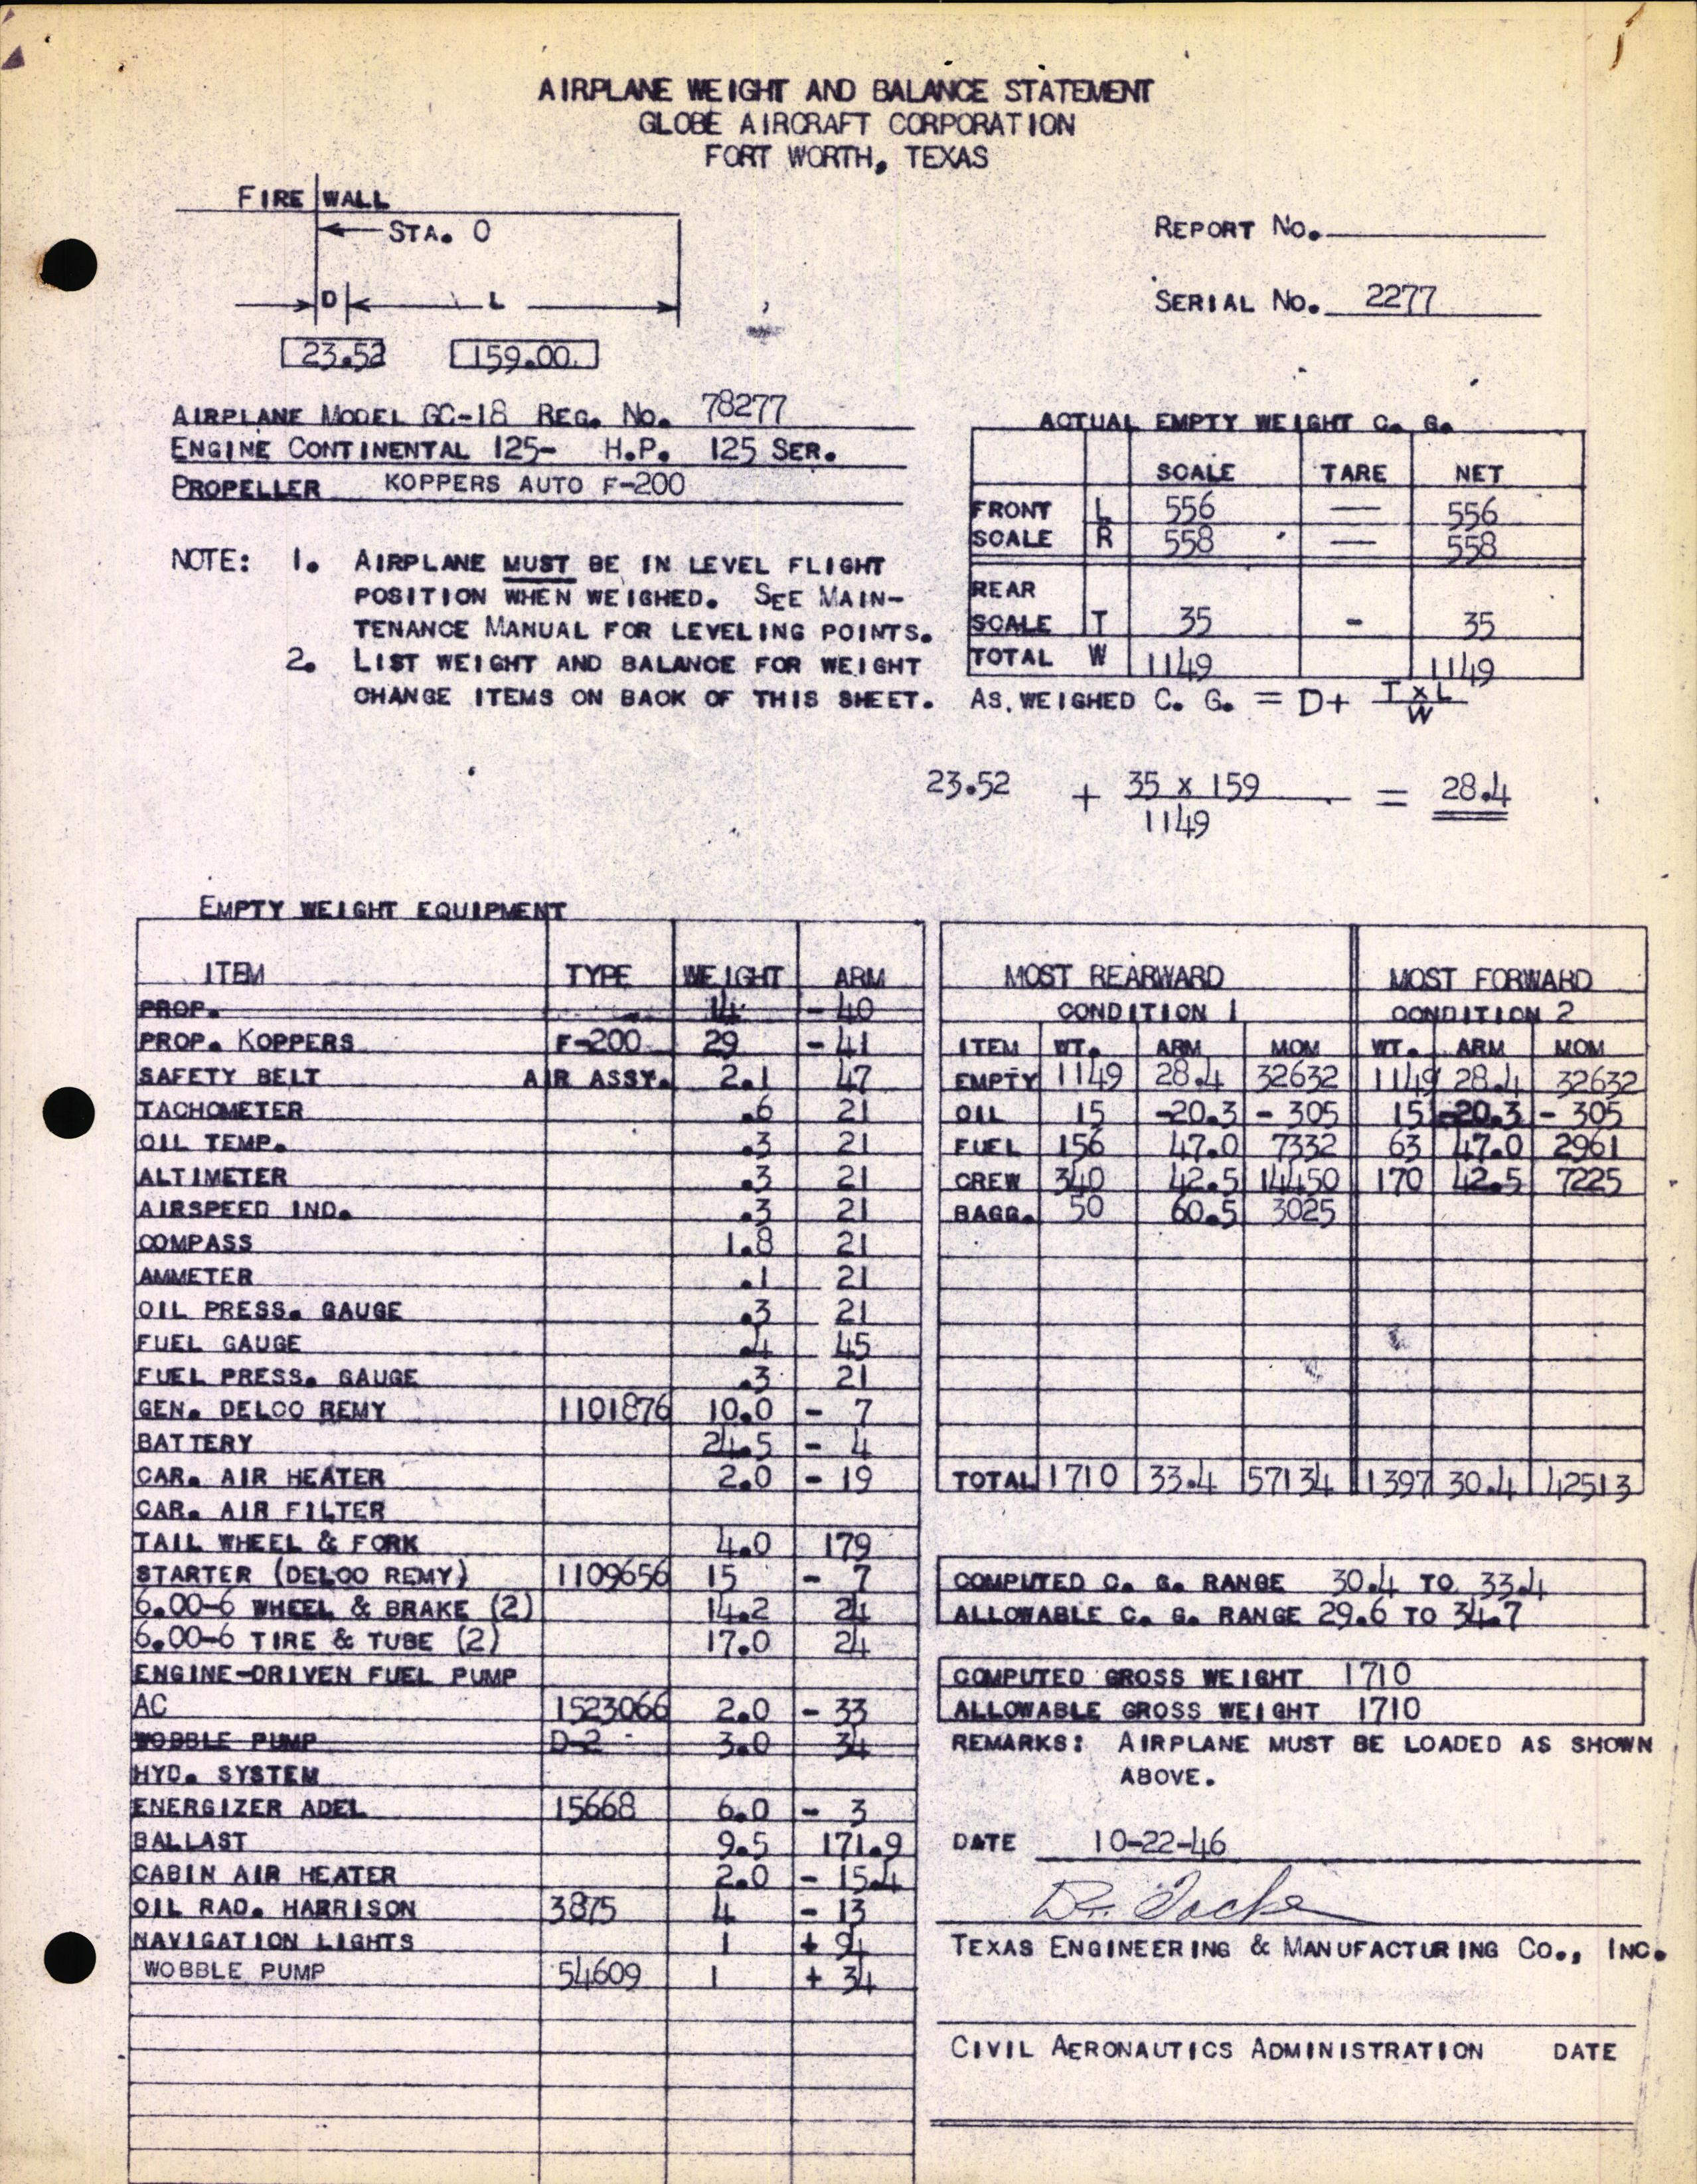 AIRPLANE WEIGHT AND BALANCE STATEMENT
GLOBE AIRCRAFT CORPORATION
FORT WORTH, TEXAS
FIRE WALL
STA. 0
D L
23.52 159.00
REPORT NO.
SERIAL NO. 2277
AIRPLANE MODEL GC-1B REG. NO. 78277
ENGINE CONTINENTAL 125- H.P. 125 SER.
PROPELLER KOPPERS AUTO F-200
NOTE: 1. AIRPLANE MUST BE IN LEVEL FLIGHT
POSITION WHEN WEIGHED. SEE MAIN-
TENANCE MANUAL FOR LEVELING POINTS.
2. LIST WEIGHT AND BALANCE FOR WEIGHT
CHANGE ITEMS ON BACK OF THIS SHEET.
ACTUAL EMPTY WEIGHT C. G.
SCALE TARE NET
FRONT L 556 — 556
SCALE R 558 — 558
REAR
SCALE T 35 - 35
TOTAL W 1149 1149
AS WEIGHED C. G. = D+ T x L
W
23.52 + 35 x 159 = 28.4
1149
EMPTY WEIGHT EQUIPMENT
ITEM TYPE WEIGHT ARM
PROP. 14 - 40
PROP. KOPPERS F-200 29 - 41
SAFETY BELT AIR ASSY. 2.1 47
TACHOMETER .6 21
OIL TEMP. .3 21
ALTIMETER .3 21
AIRSPEED IND. .3 21
COMPASS 1.8 21
AMMETER .1 21
OIL PRESS. GAUGE .3 21
FUEL GAUGE .4 45
FUEL PRESS. GAUGE .3 21
GEN. DELCO REMY 1101876 10.0 - 7
BATTERY 24.5 - 4
CAR. AIR HEATER 2.0 - 19
CAR. AIR FILTER
TAIL WHEEL & FORK 4.0 179
STARTER (DELCO REMY) 1109656 15 - 7
6.00-6 WHEEL & BRAKE (2) 14.2 24
6.00-6 TIRE & TUBE (2) 17.0 24
ENGINE-DRIVEN FUEL PUMP
AC 1523066 2.0 - 33
WOBBLE PUMP D-2 - 3.0 34
HYD. SYSTEM
ENERGIZER ADEL 15668 6.0 - 3
BALLAST 9.5 171.9
CABIN AIR HEATER 2.0 - 15.4
OIL RAD. HARRISON 3875 4 - 13
NAVIGATION LIGHTS 1 + 94
WOBBLE PUMP 54609 1 + 34
MOST REARWARD MOST FORWARD
CONDITION 1 CONDITION 2
ITEM WT. ARM MOM WT. ARM MOM
EMPTY 1149 28.4 32632 1149 28.4 32632
OIL 15 -20.3 - 305 15 -20.3 - 305
FUEL 156 47.0 7332 63 47.0 2961
CREW 340 42.5 14450 170 42.5 7225
BAGG. 50 60.5 3025
TOTAL 1710 33.4 57134 1397 30.4 42513
COMPUTED C. G. RANGE 30.4 TO 33.4
ALLOWABLE C. G. RANGE 29.6 TO 34.7
COMPUTED GROSS WEIGHT 1710
ALLOWABLE GROSS WEIGHT 1710
REMARKS: AIRPLANE MUST BE LOADED AS SHOWN
ABOVE.
DATE 10-22-46
TEXAS ENGINEERING & MANUFACTURING CO., INC.
CIVIL AERONAUTICS ADMINISTRATION DATE